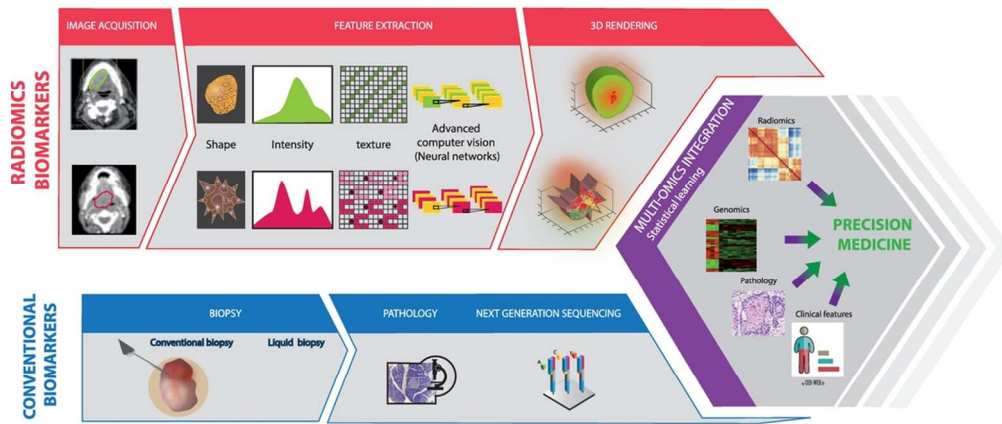 RADIOMICS
BIOMARKERS
IMAGE ACQUISITION
FEATURE EXTRACTION
3D RENDERING
Shape
Intensity
texture
Advanced
computer vision
(Neural networks)
CONVENTIONAL
BIOMARKERS
BIOPSY
Conventional biopsy
Liquid biopsy
PATHOLOGY
NEXT GENERATION SEQUENCING
MULTI-OMICS INTEGRATION
Statistical learning
Radiomics
Genomics
Pathology
Clinical features
PRECISION
MEDICINE